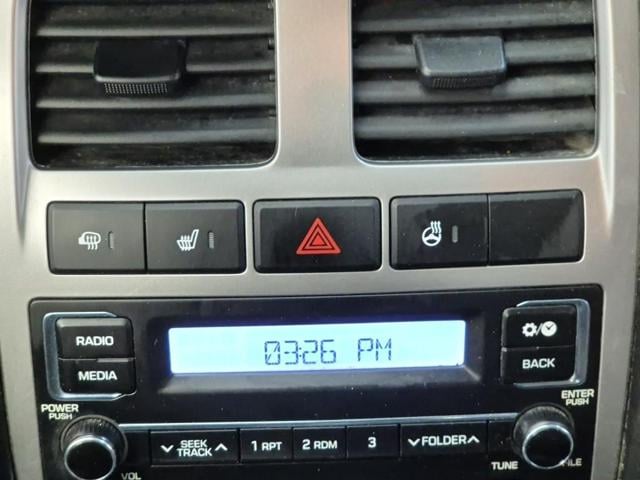 03:26 PM
RADIO
MEDIA
BACK
POWER
PUSH
ENTER
PUSH
SEEK
TRACK
1 RPT
2 RDM
3
FOLDER
VOL
TUNE
FILE